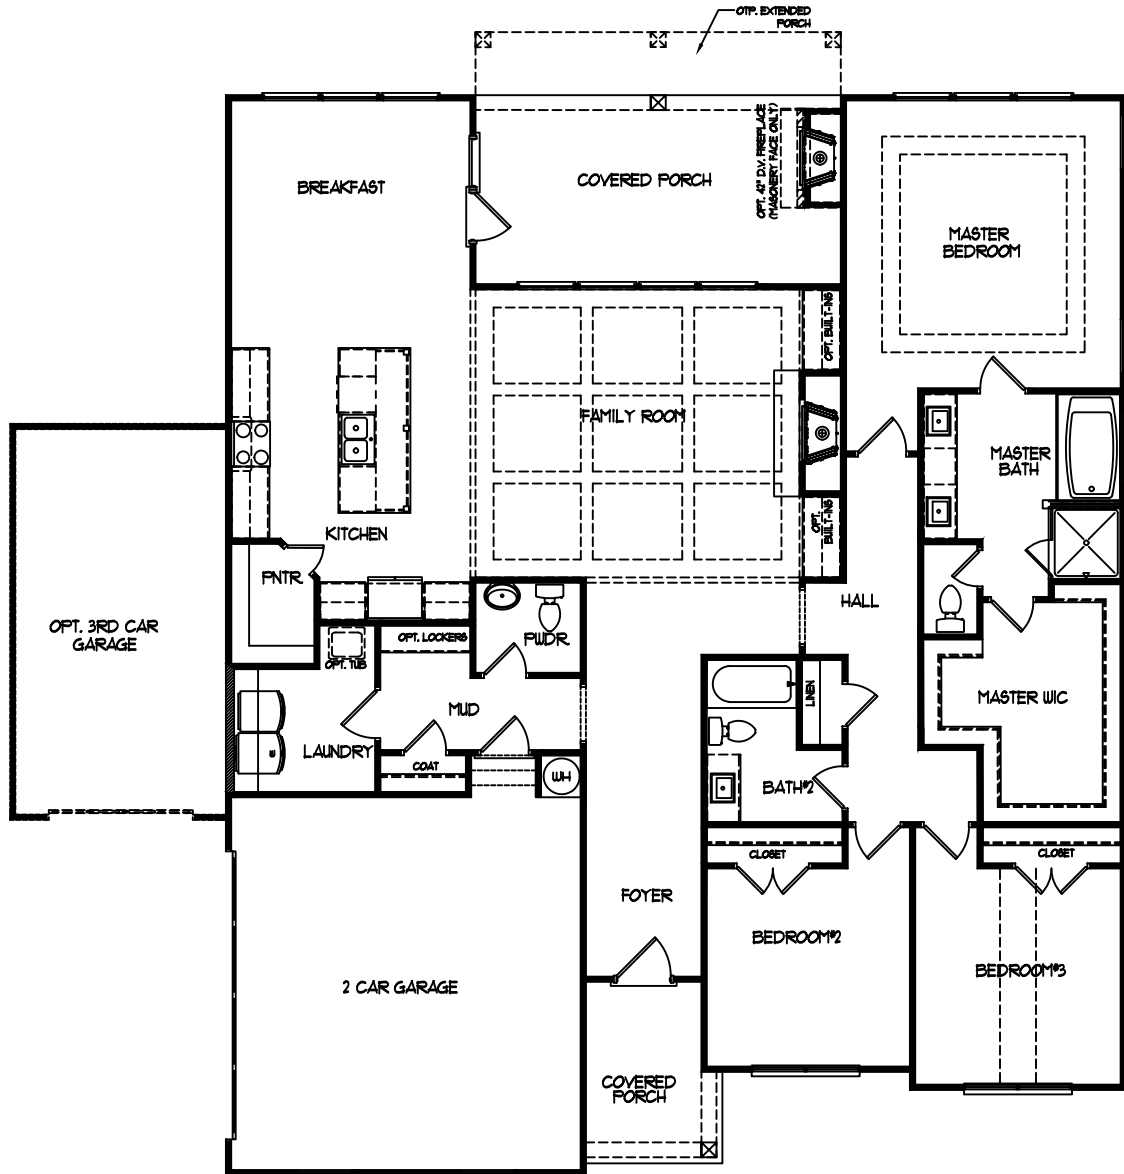 OTP. EXTENDED
PORCH
OPT. 42" D.V. FIREPLACE
(MASONERY FACE ONLY)
BREAKFAST
COVERED PORCH
MASTER
BEDROOM
OPT. BUILT-INS
FAMILY ROOM
MASTER
BATH
OPT.
BUILT-INS
KITCHEN
PNTR.
HALL
OPT. 3RD CAR
GARAGE
OPT. LOCKERS
PWDR.
OPT. TUB
LINEN
MASTER WIC
MUD
LAUNDRY
COAT
WH
BATH#2
CLOSET
CLOSET
FOYER
BEDROOM#2
BEDROOM#3
2 CAR GARAGE
COVERED
PORCH